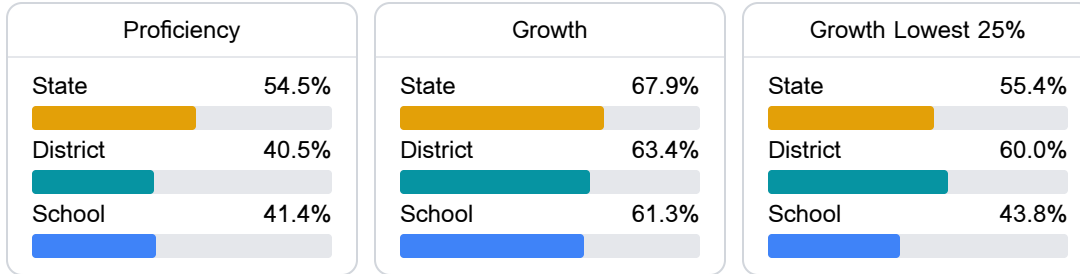 Proficiency
State 54.5%
District 40.5%
School 41.4%
Growth
State 67.9%
District 63.4%
School 61.3%
Growth Lowest 25%
State 55.4%
District 60.0%
School 43.8%